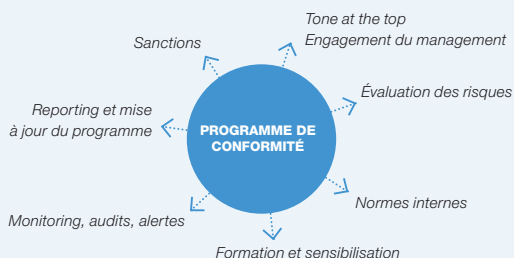 Tone at the top
Engagement du management
Sanctions
Évaluation des risques
Reporting et mise
à jour du programme
PROGRAMME DE
CONFORMITÉ
Normes internes
Monitoring, audits, alertes
Formation et sensibilisation